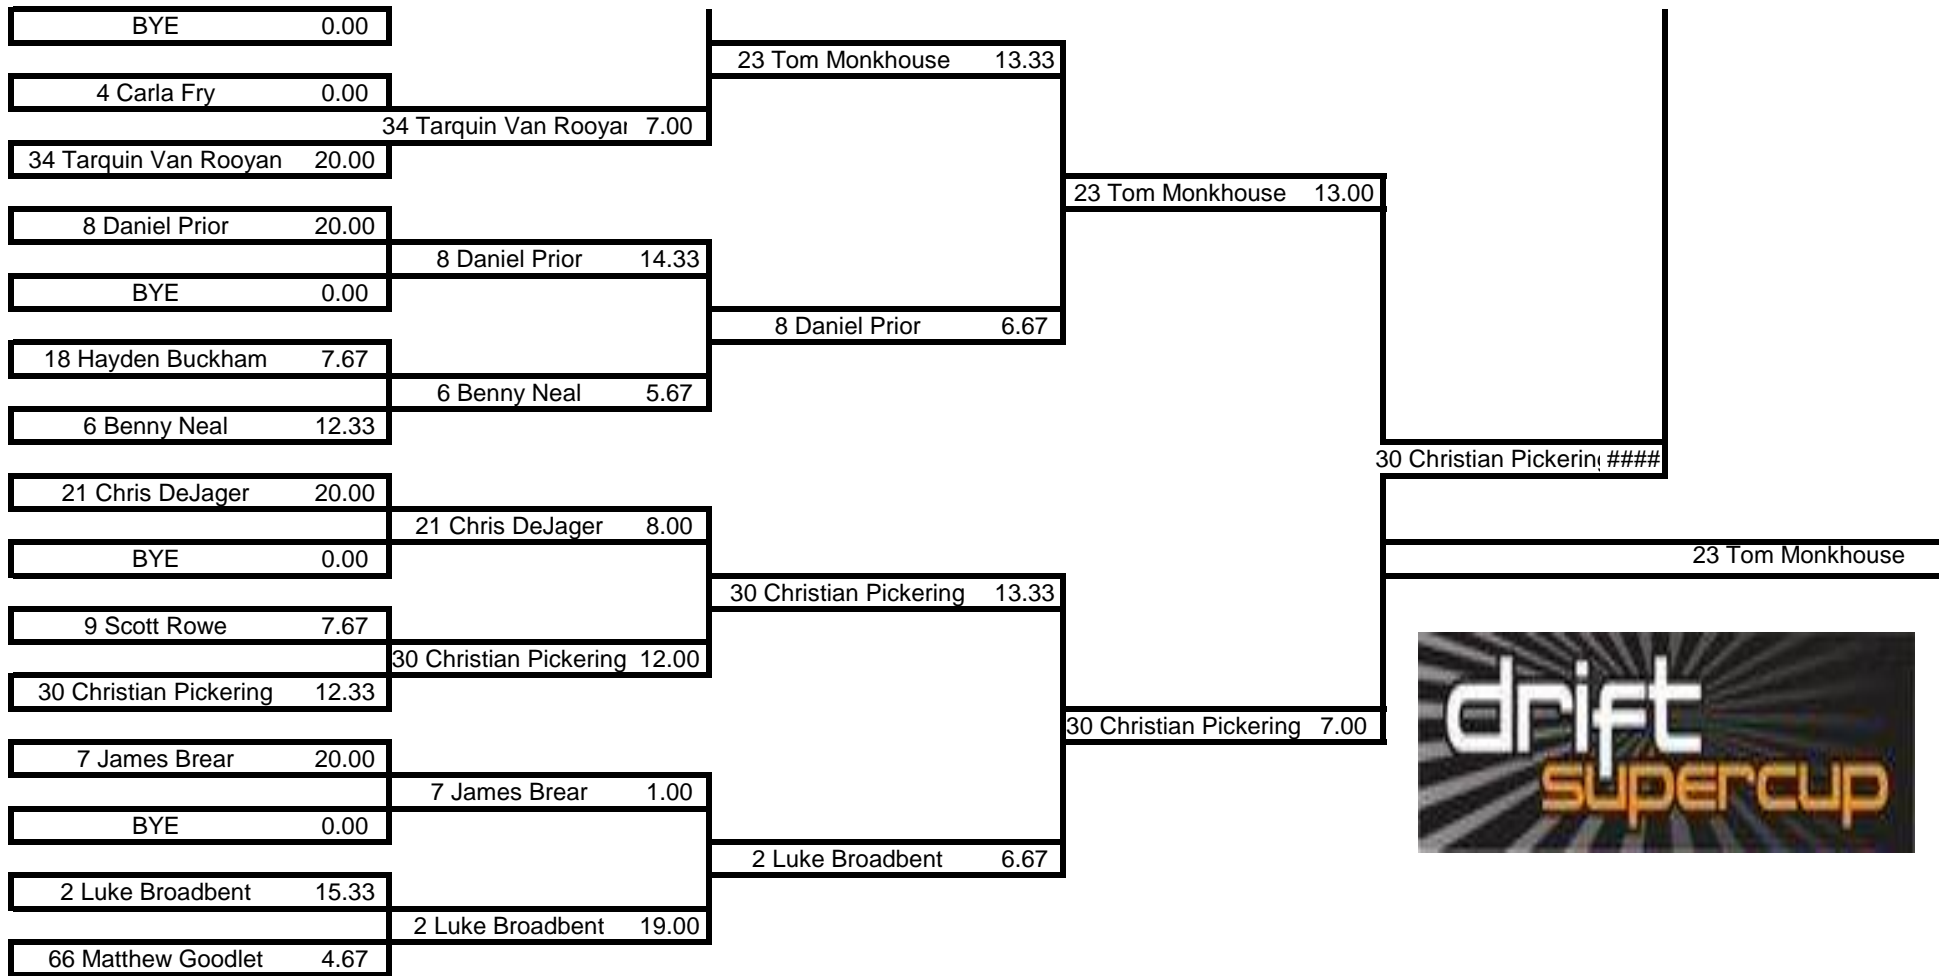 BYE 0.00
23 Tom Monkhouse 13.33
4 Carla Fry 0.00
34 Tarquin Van Rooyar 7.00
34 Tarquin Van Rooyan 20.00
23 Tom Monkhouse 13.00
8 Daniel Prior 20.00
8 Daniel Prior 14.33
BYE 0.00
8 Daniel Prior 6.67
18 Hayden Buckham 7.67
6 Benny Neal 5.67
6 Benny Neal 12.33
30 Christian Pickering ####
21 Chris DeJager 20.00
21 Chris DeJager 8.00
BYE 0.00
23 Tom Monkhouse
30 Christian Pickering 13.33
9 Scott Rowe 7.67
30 Christian Pickering 12.00
30 Christian Pickering 12.33
30 Christian Pickering 7.00
drift
supercup
7 James Brear 20.00
7 James Brear 1.00
BYE 0.00
2 Luke Broadbent 6.67
2 Luke Broadbent 15.33
2 Luke Broadbent 19.00
66 Matthew Goodlet 4.67